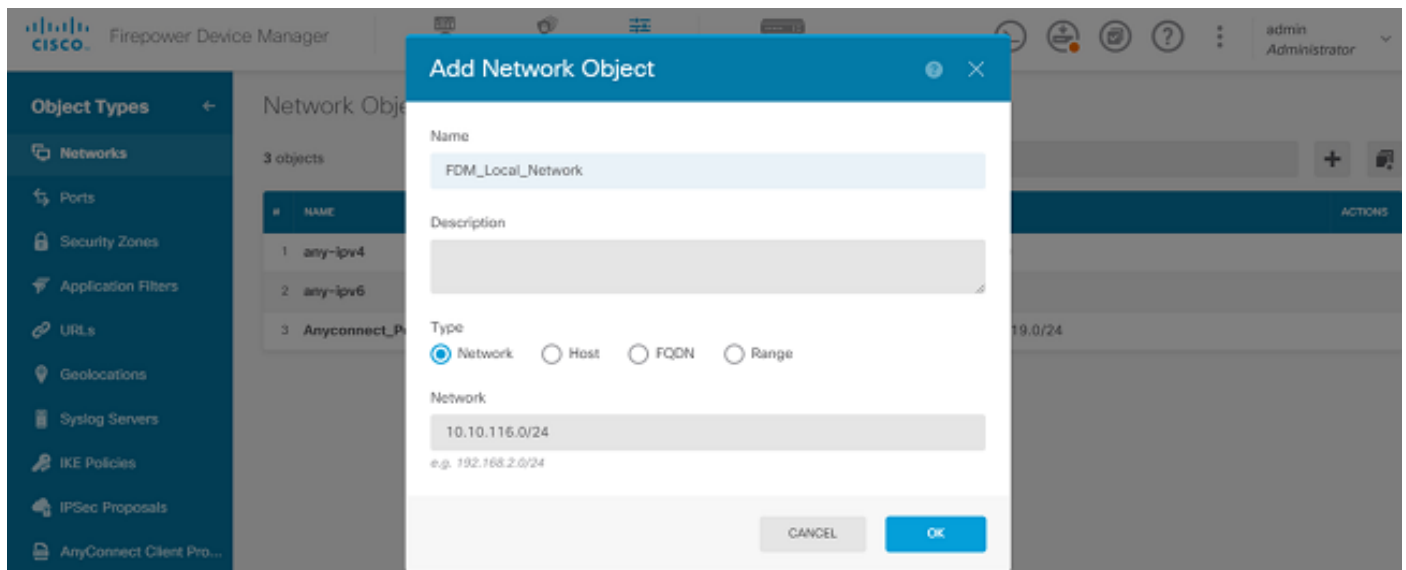 CISCO
Firepower Device Manager
admin
Administrator
Object Types
Networks
Ports
Security Zones
Application Filters
URLs
Geolocations
Syslog Servers
IKE Policies
IPSec Proposals
AnyConnect Client Pro...
Network Obje
3 objects
# NAME ACTIONS
1 any-ipv4
2 any-ipv6
3 Anyconnect_P 19.0/24
Add Network Object
Name
FDM_Local_Network
Description
Type
Network Host FQDN Range
Network
10.10.116.0/24
e.g. 192.168.2.0/24
CANCEL OK